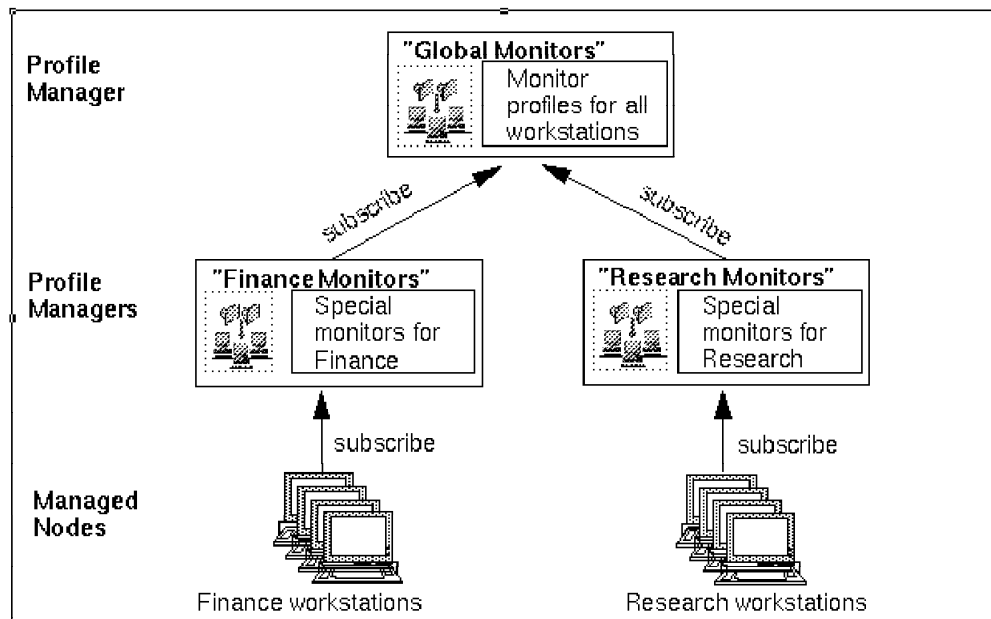 Profile
Manager
"Global Monitors"
Monitor
profiles for all
workstations
subscribe
subscribe
Profile
Managers
"Finance Monitors"
Special
monitors for
Finance
"Research Monitors"
Special
monitors for
Research
subscribe
subscribe
Managed
Nodes
Finance workstations
Research workstations